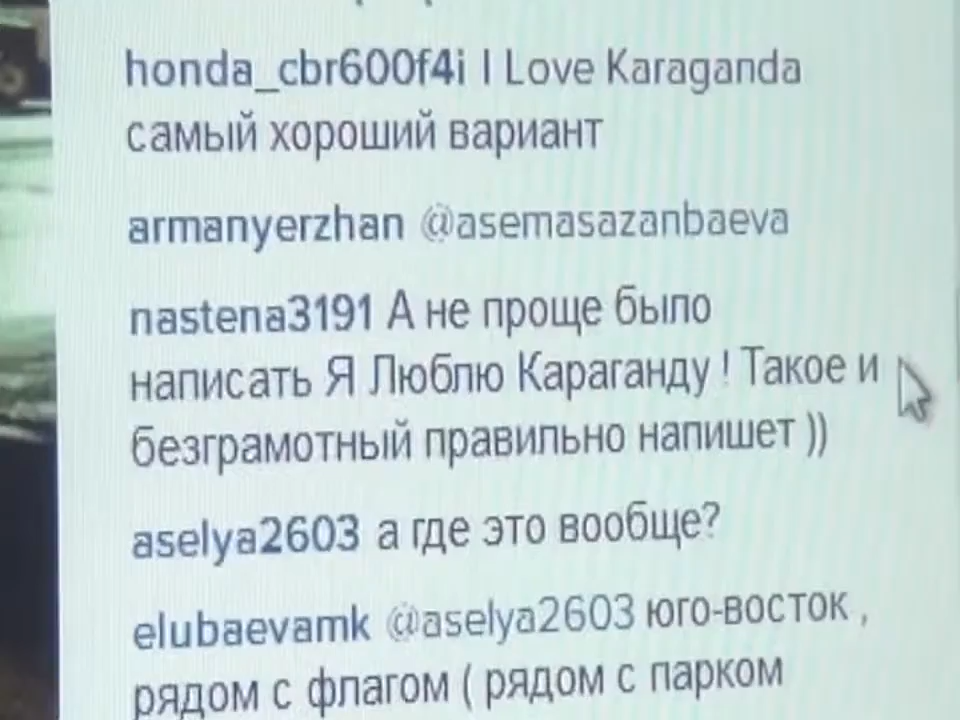 honda_cbr600f4i I Love Karaganda
самый хороший вариант
armanyerzhan @asemasazanbaeva
nastena3191 А не проще было
написать Я Люблю Караганду ! Такое и
безграмотный правильно напишет ))
aselya2603 а где это вообще?
elubaevamk @aselya2603 юго-восток ,
рядом с флагом ( рядом с парком